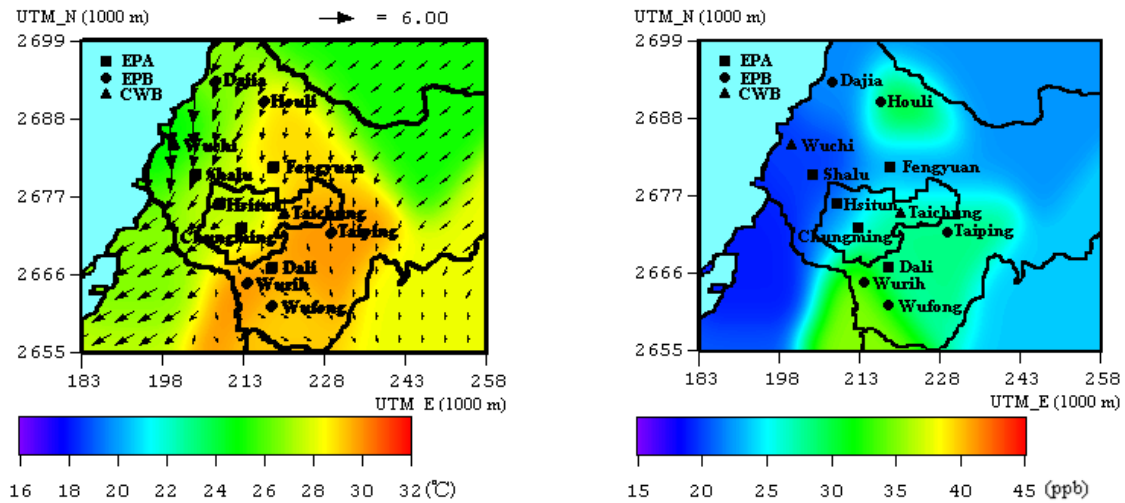 UTM_N (1000 m)
= 6.00
2699
2688
2677
2666
2655
EPA
EPB
CWB
Dajia
Houli
Wuchi
Shalu
Fengyuan
Hsitun
Taichung
Chungming
Taiping
Dali
Wurih
Wufong
183 198 213 228 243 258
UTM_E (1000 m)
16 18 20 22 24 26 28 30 32 (℃)
UTM_N (1000 m)
2699
2688
2677
2666
2655
EPA
EPB
CWB
Dajia
Houli
Wuchi
Shalu
Fengyuan
Hsitun
Taichung
Chungming
Taiping
Dali
Wurih
Wufong
183 198 213 228 243 258
UTM_E (1000 m)
15 20 25 30 35 40 45 (ppb)